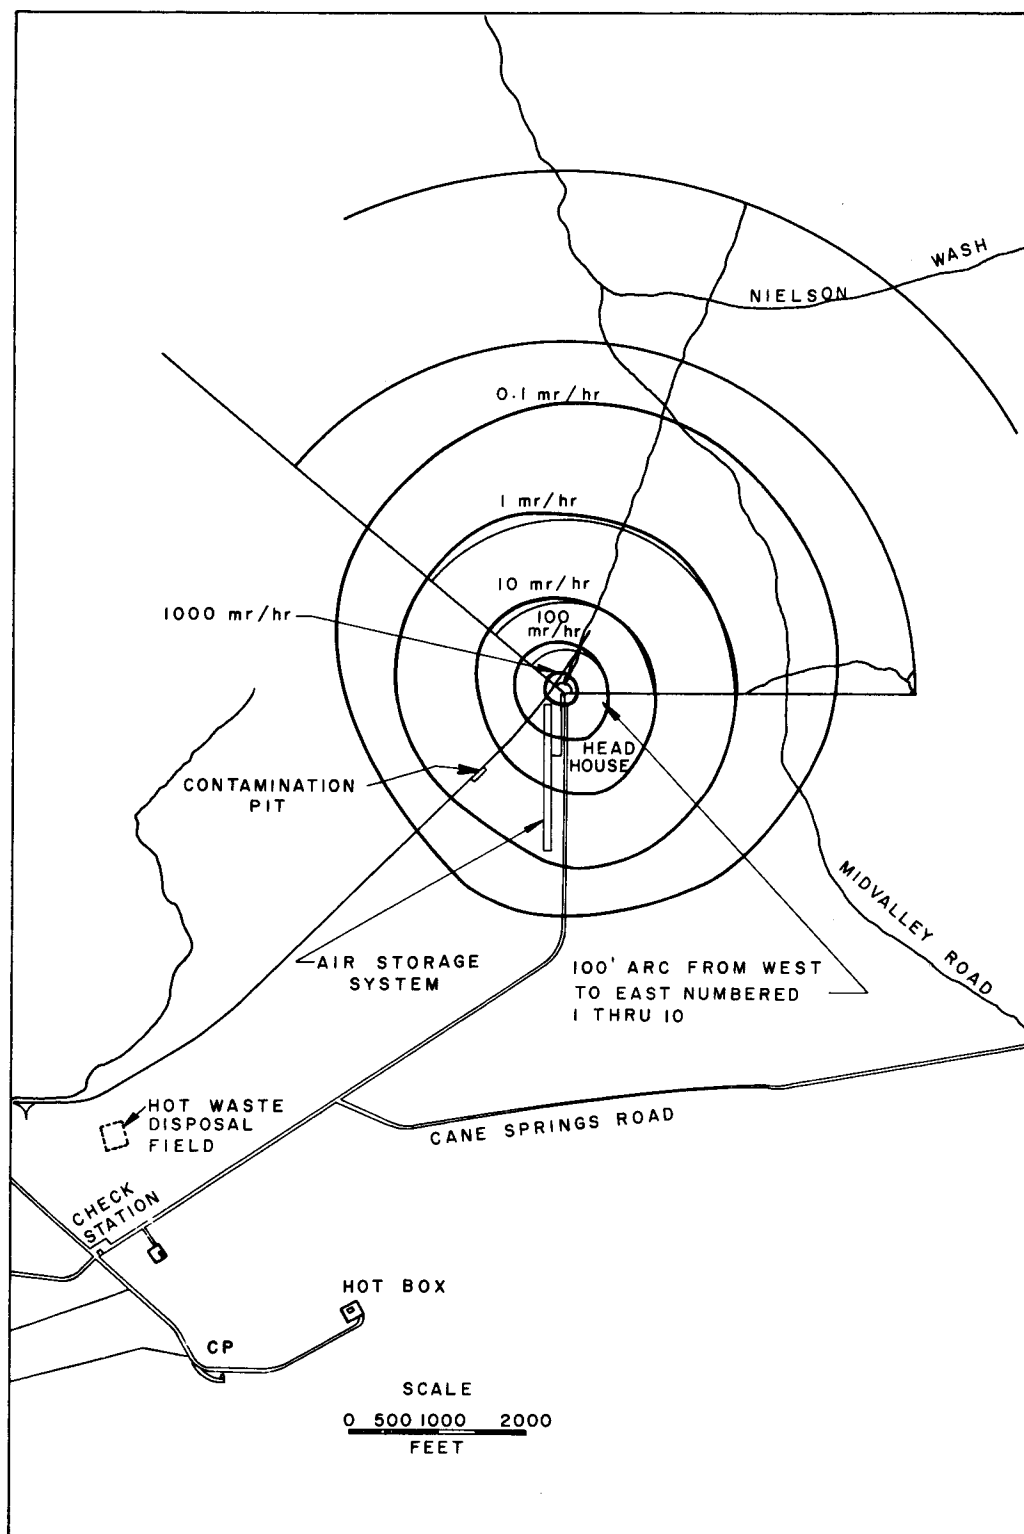 WASH
NIELSON
0.1 mr/hr
1 mr/hr
10 mr/hr
1000 mr/hr
100
mr/hr
HEAD
HOUSE
CONTAMINATION
PIT
MIDVALLEY ROAD
AIR STORAGE
SYSTEM
100' ARC FROM WEST
TO EAST NUMBERED
1 THRU 10
HOT WASTE
DISPOSAL
FIELD
CANE SPRINGS ROAD
CHECK
STATION
HOT BOX
CP
SCALE
0 500 1000 2000
FEET